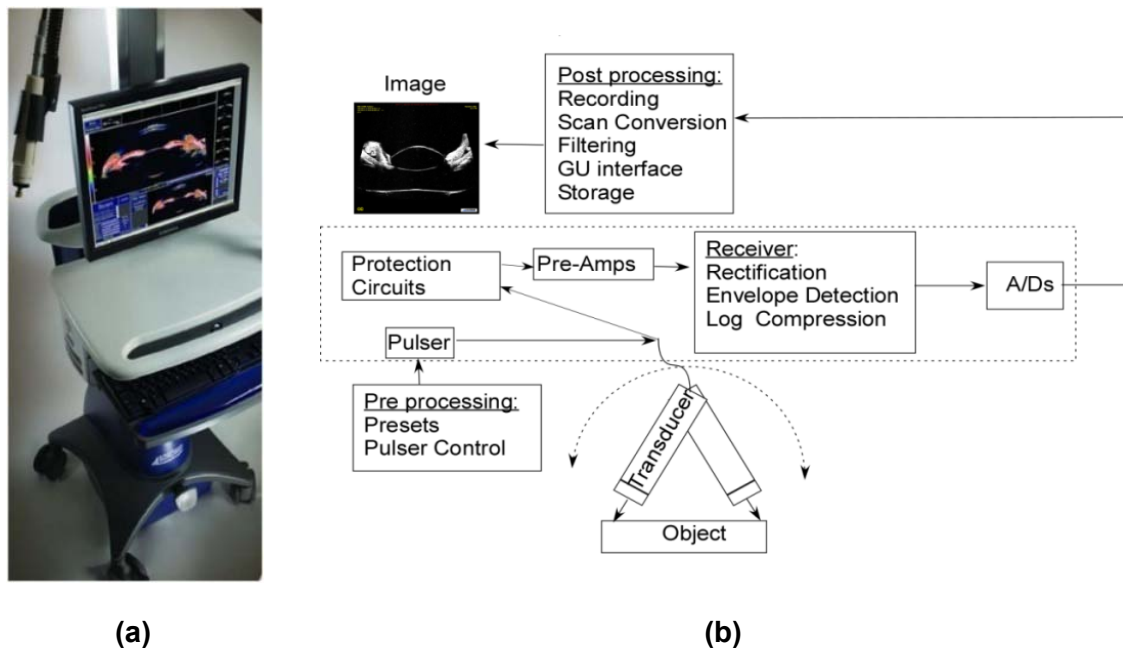 Image
Post processing:
Recording
Scan Conversion
Filtering
GU interface
Storage
Protection
Circuits
Pre-Amps
Receiver:
Rectification
Envelope Detection
Log Compression
A/Ds
Pulser
Pre processing:
Presets
Pulser Control
Transducer
Object
(a)
(b)